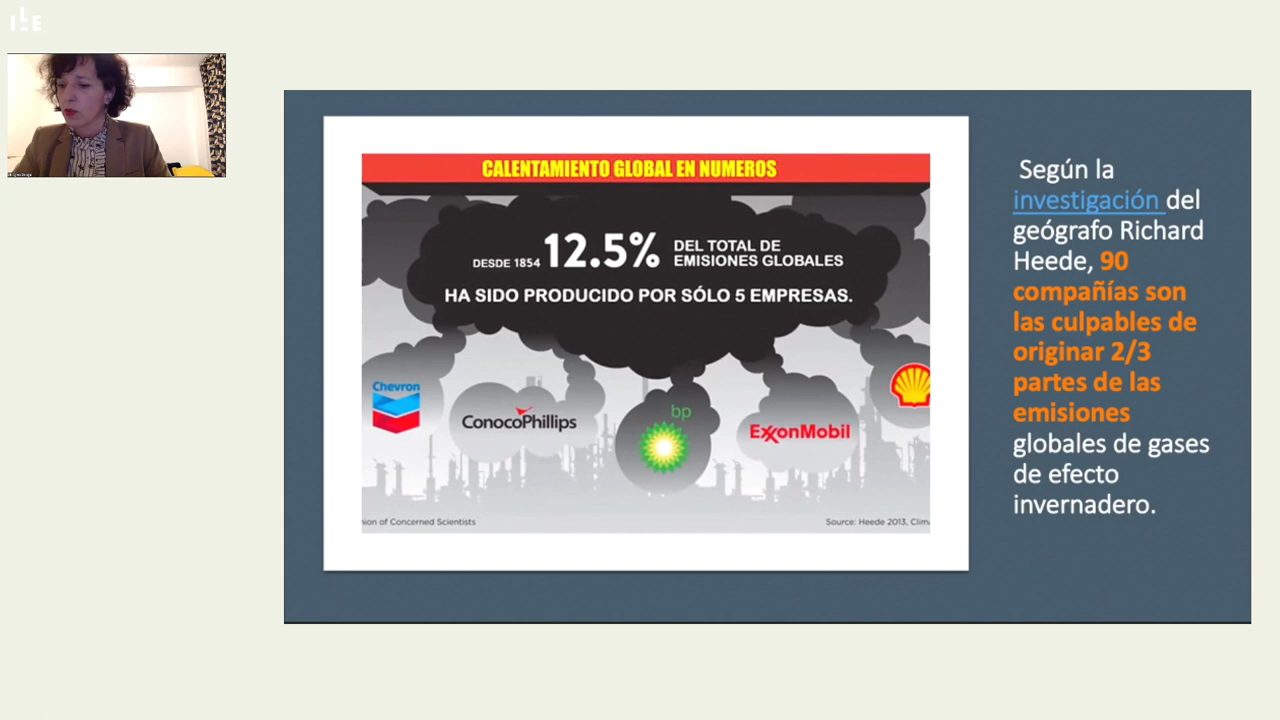 ILE
CALENTAMIENTO GLOBAL EN NUMEROS
DESDE 1854 12.5% DEL TOTAL DE
EMISIONES GLOBALES
HA SIDO PRODUCIDO POR SÓLO 5 EMPRESAS.
Chevron
ConocoPhillips
bp
ExxonMobil
ion of Concerned Scientists
Source: Heede 2013, Clim
Según la
investigación del
geógrafo Richard
Heede, 90
compañías son
las culpables de
originar 2/3
partes de las
emisiones
globales de gases
de efecto
invernadero.